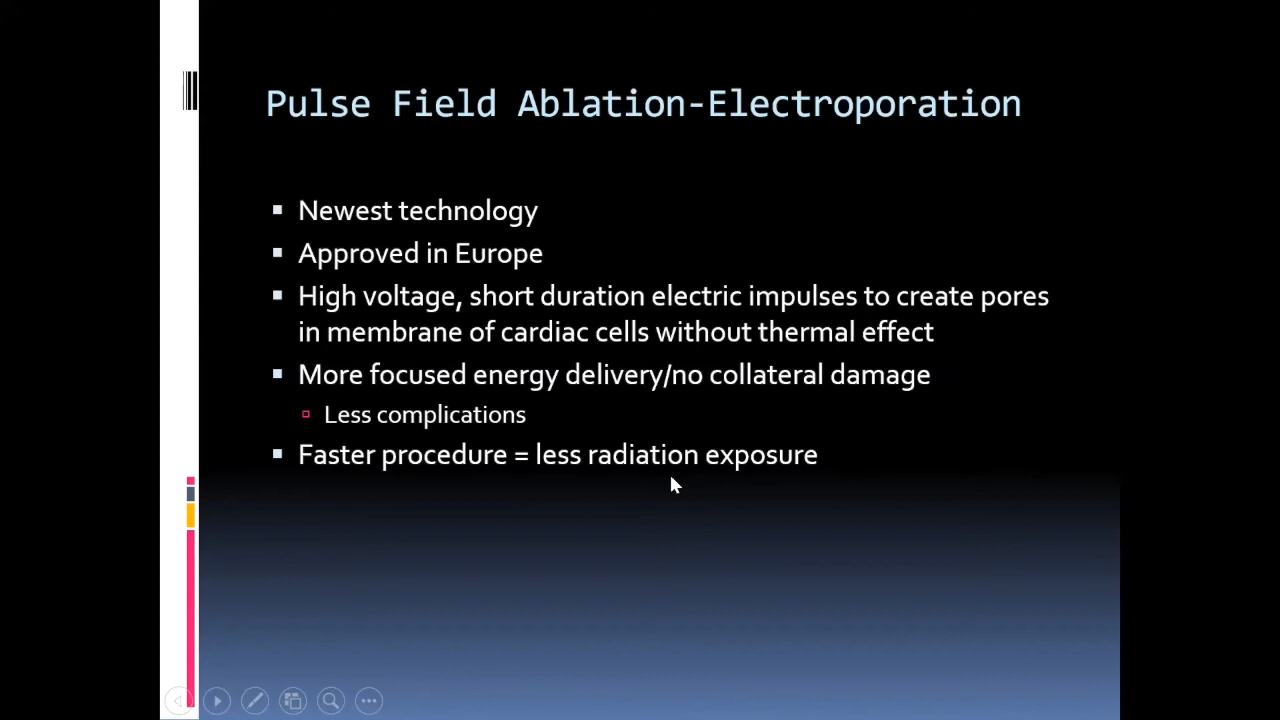 Pulse Field Ablation-Electroporation
Newest technology
Approved in Europe
High voltage, short duration electric impulses to create pores
in membrane of cardiac cells without thermal effect
More focused energy delivery/no collateral damage
Less complications
Faster procedure = less radiation exposure